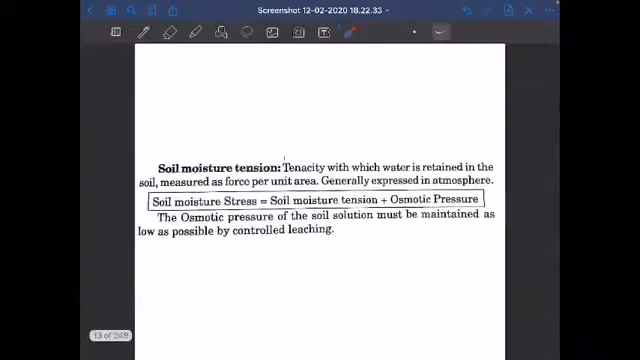 Screenshot 12-02-2020 18.22.33
Soil moisture tension: Tenacity with which water is retained in the
soil, measured as force per unit area. Generally expressed in atmosphere.
Soil moisture Stress = Soil moisture tension + Osmotic Pressure
The Osmotic pressure of the soil solution must be maintained as
low as possible by controlled leaching.
13 of 249